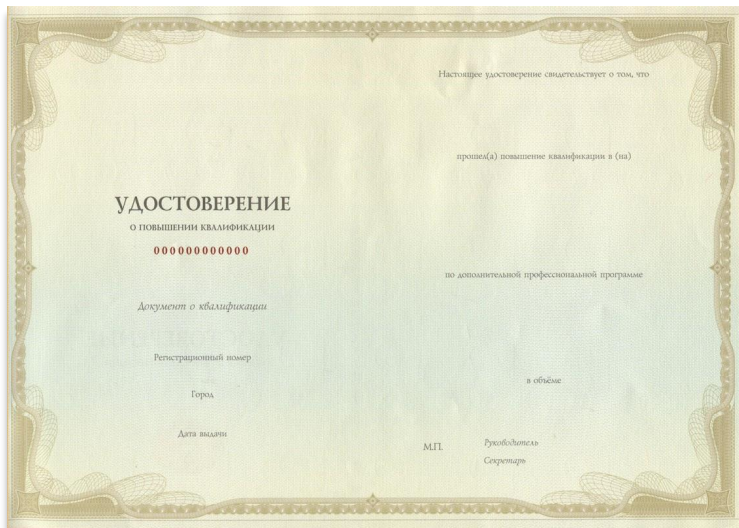 УДОСТОВЕРЕНИЕ
О ПОВЫШЕНИИ КВАЛИФИКАЦИИ
000000000000
Документ о квалификации
Регистрационный номер
Город
Дата выдачи
Настоящее удостоверение свидетельствует о том, что
прошел(а) повышение квалификации в (на)
по дополнительной профессиональной программе
в объёме
М.П.
Руководитель
Секретарь